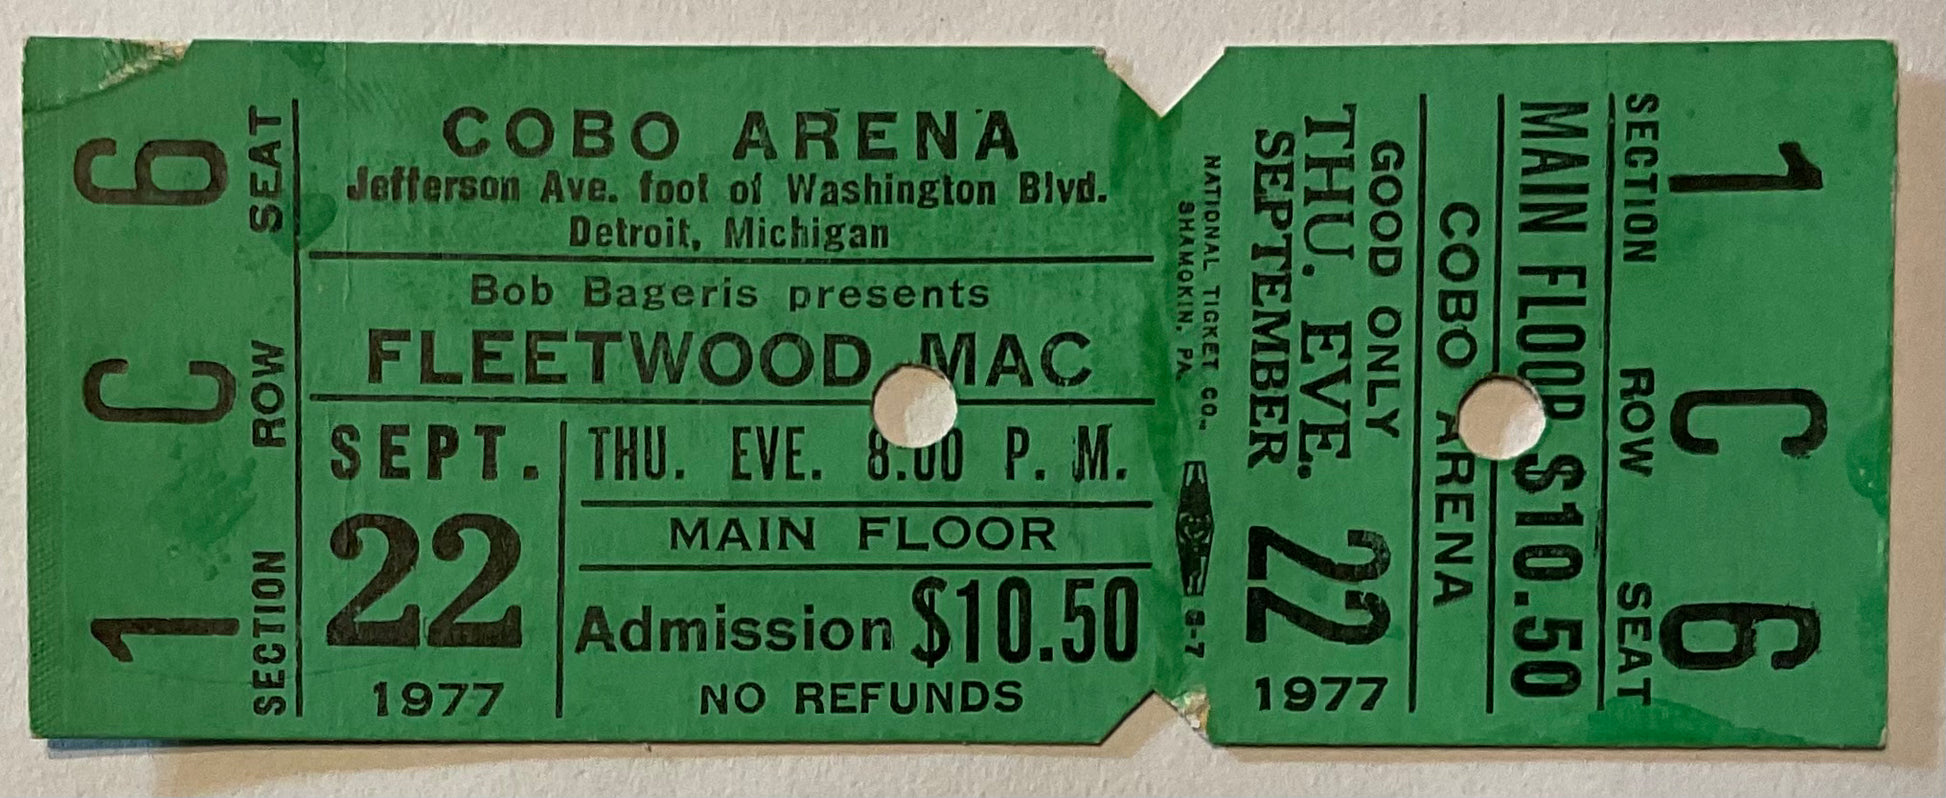 SECTION ROW SEAT
1 C 6
COBO ARENA
Jefferson Ave. foot of Washington Blvd.
Detroit, Michigan
Bob Bageris presents
FLEETWOOD MAC
SEPT.
22
1977
THU. EVE. 8:00 P. M.
MAIN FLOOR
Admission $10.50
NO REFUNDS
NATIONAL TICKET CO.
SHAMOKIN, PA.
SECTION ROW SEAT
1 C 6
MAIN FLOOR $10.50
COBO ARENA
GOOD ONLY
THU. EVE.
SEPTEMBER
22
1977